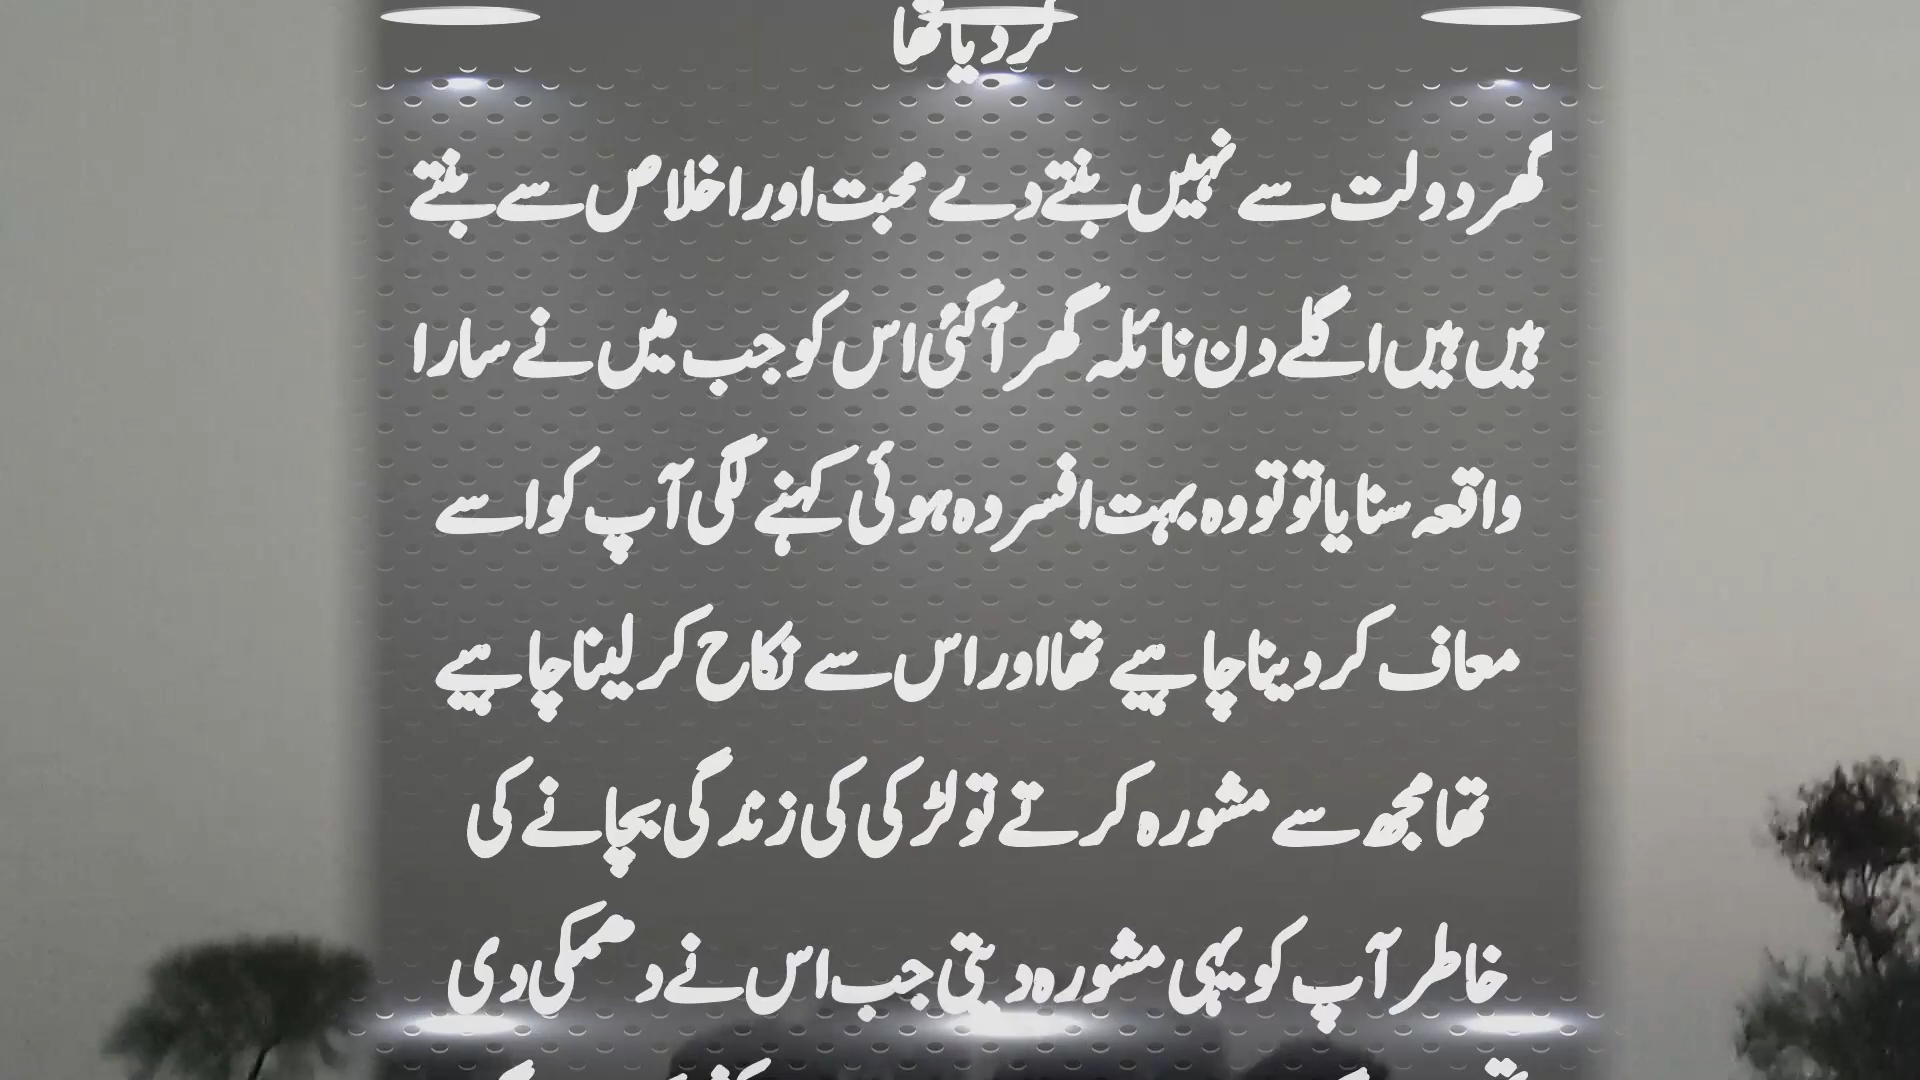 کردیا تھا
گھر دولت سے نہیں بنتے دے محبت اور اخلاص سے بنتے
ہیں ہیں اگلے دن نائلہ گھر آ گئی اس کو جب میں نے سارا
واقعہ سنایا تو تو وہ بہت افسردہ ہوئی کہنے لگی آپ کو اسے
معاف کر دینا چاہیے تھا اور اس سے نکاح کر لینا چاہیے
تھا مجھ سے مشورہ کرتے تو لڑکی کی زندگی بچانے کی
خاطر آپ کو یہی مشورہ دیتی جب اس نے دھمکی دی